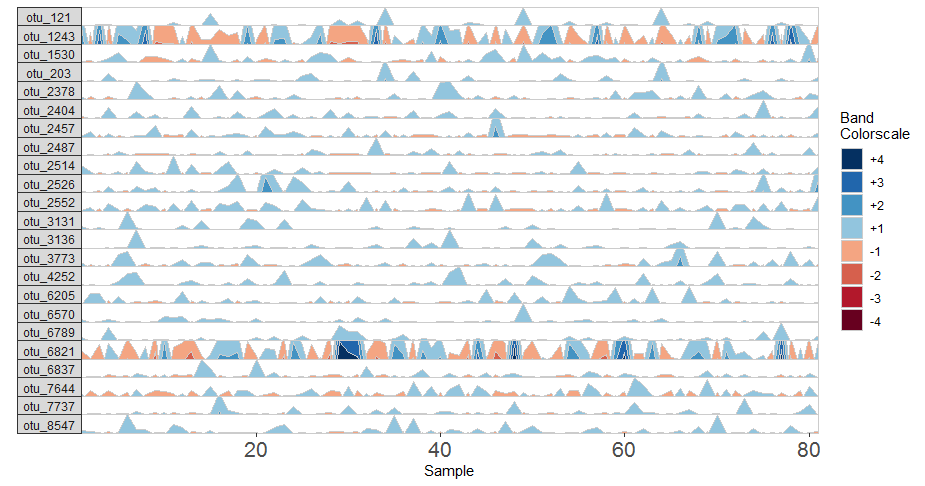 otu_121
otu_1243
otu_1530
otu_203
otu_2378
otu_2404
otu_2457
otu_2487
otu_2514
otu_2526
otu_2552
otu_3131
otu_3136
otu_3773
otu_4252
otu_6205
otu_6570
otu_6789
otu_6821
otu_6837
otu_7644
otu_7737
otu_8547
20 40 60 80
Sample
Band
Colorscale
+4
+3
+2
+1
-1
-2
-3
-4